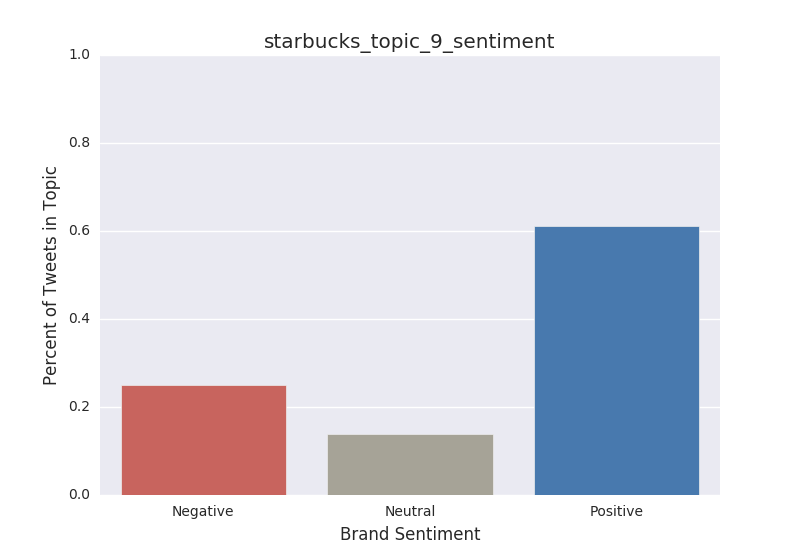 starbucks_topic_9_sentiment
1.0
0.8
0.6
0.4
0.2
0.0
Percent of Tweets in Topic
Negative Neutral Positive
Brand Sentiment